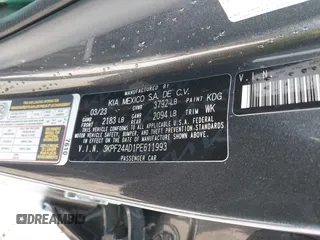 MANUFACTURED BY
KIA MEXICO S.A. DE C.V.
03/23 GVWR 3792 LB PAINT KDG
FRONT GAWR 2183 LB REAR GAWR 2094 LB TRIM WK
THIS VEHICLE CONFORMS TO ALL APPLICABLE U.S. FEDERAL
MOTOR VEHICLE SAFETY, BUMPER, AND THEFT PREVENTION
STANDARDS IN EFFECT ON THE DATE OF MANUFACTURE SHOWN ABOVE.
V.I.N. 3KPF24AD1PE611993
PASSENGER CAR
V.I.N.
DREAMBID